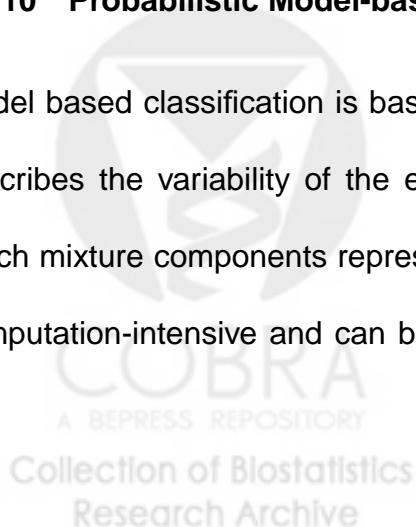 10 Probabilistic Model-bas
del based classification is bas
cribes the variability of the e
ch mixture components repres
nputation-intensive and can b
COBRA
A BEPRESS REPOSITORY
Collection of Biostatistics
Research Archive